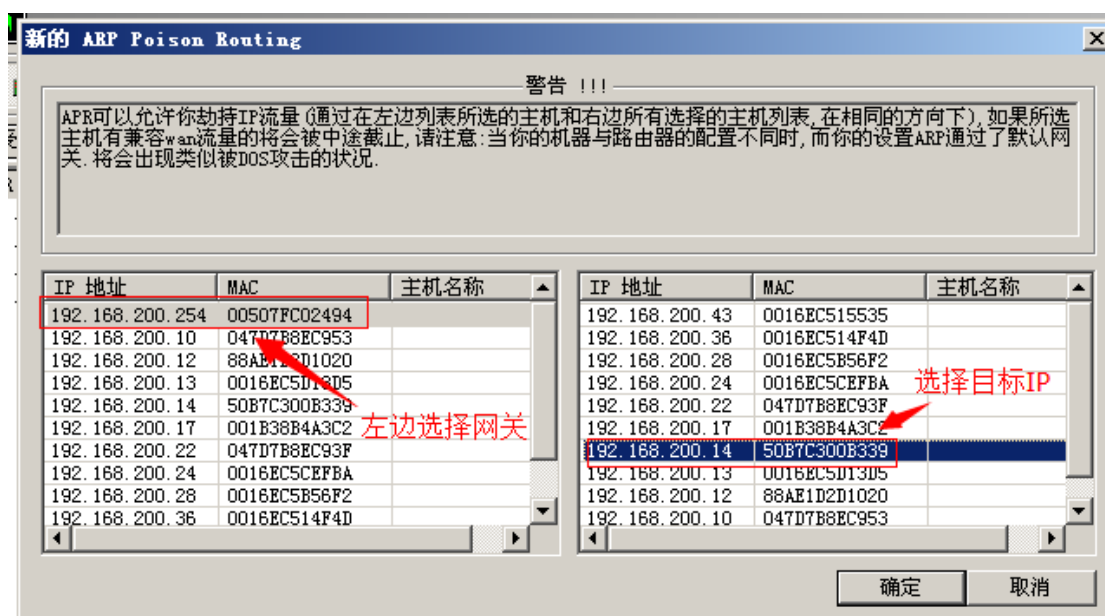 新的 ARP Poison Routing
警告 !!!
APR可以允许你劫持IP流量(通过在左边列表所选的主机和右边所有选择的主机列表,在相同的方向下),如果所选
主机有兼容wan流量的将会被中途截止,请注意:当你的机器与路由器的配置不同时,而你的设置ARP通过了默认网
关.将会出现类似被DOS攻击的状况.
IP 地址 MAC 主机名称
192.168.200.254 00507FC02494
192.168.200.10 047D7B8EC953
192.168.200.12 88AE1D2D1020
192.168.200.13 0016EC5D13D5
192.168.200.14 50B7C300B339
192.168.200.17 001B38B4A3C2
192.168.200.22 047D7B8EC93F
192.168.200.24 0016EC5CEFBA
192.168.200.28 0016EC5B56F2
192.168.200.36 0016EC514F4D
左边选择网关
IP 地址 MAC 主机名称
192.168.200.43 0016EC515535
192.168.200.36 0016EC514F4D
192.168.200.28 0016EC5B56F2
192.168.200.24 0016EC5CEFBA
192.168.200.22 047D7B8EC93F
192.168.200.17 001B38B4A3C2
192.168.200.14 50B7C300B339
192.168.200.13 0016EC5D13D5
192.168.200.12 88AE1D2D1020
192.168.200.10 047D7B8EC953
选择目标IP
确定 取消